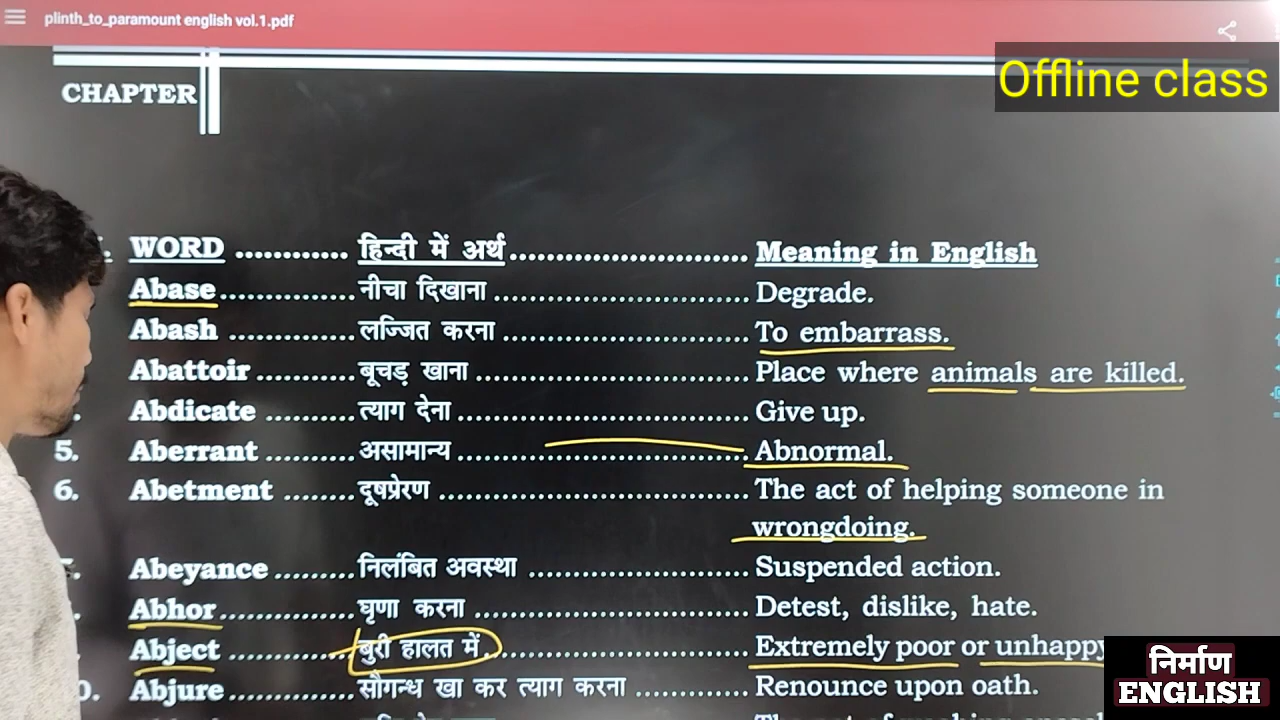 plinth_to_paramount english vol.1.pdf
Offline class
CHAPTER
WORD ............ हिन्दी में अर्थ ......................... Meaning in English
Abase ................ नीचा दिखाना .............................. Degrade.
Abash ................ लज्जित करना ............................. To embarrass.
Abattoir ............ बूचड़ खाना ................................ Place where animals are killed.
Abdicate ........... त्याग देना .................................. Give up.
5. Aberrant .......... असामान्य ................................... Abnormal.
6. Abetment ........ दूषप्रेरण ..................................... The act of helping someone in
wrongdoing.
Abeyance ......... निलंबित अवस्था ......................... Suspended action.
Abhor ................ घृणा करना ................................ Detest, dislike, hate.
Abject ............... बुरी हालत में .............................. Extremely poor or unhappy
Abjure ............... सौगन्ध खा कर त्याग करना ............. Renounce upon oath.
निर्माण
ENGLISH